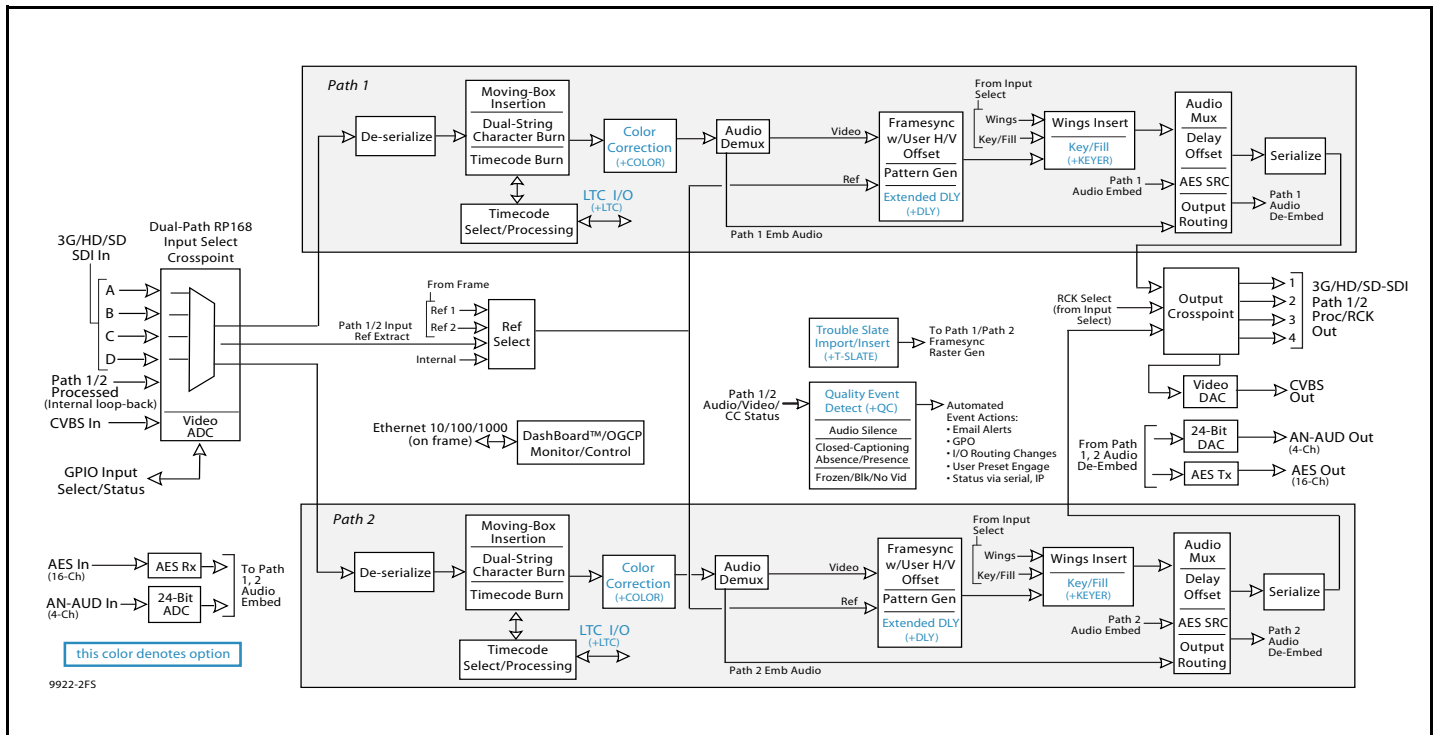 Path 1
De-serialize
Moving-Box
Insertion
Dual-String
Character Burn
Timecode Burn
Timecode
Select/Processing
LTC I/O
(+LTC)
Color
Correction
(+COLOR)
Audio
Demux
Video
Ref
Path 1 Emb Audio
Framesync
w/User H/V
Offset
Pattern Gen
Extended DLY
(+DLY)
From Input
Select
Wings
Key/Fill
Wings Insert
Key/Fill
(+KEYER)
Path 1
Audio Embed
Audio
Mux
Delay
Offset
AES SRC
Output
Routing
Serialize
Path 1
Audio
De-Embed
Dual-Path RP168
Input Select
Crosspoint
3G/HD/SD
SDI In
A
B
C
D
Path 1/2
Processed
(Internal loop-back)
CVBS In
Video
ADC
GPIO Input
Select/Status
From Frame
Ref 1
Ref 2
Path 1/2 Input
Ref Extract
Internal
Ref
Select
Ethernet 10/100/1000
(on frame)
DashBoard™/OGCP
Monitor/Control
Trouble Slate
Import/Insert
(+T-SLATE)
To Path 1/Path 2
Framesync
Raster Gen
Path 1/2
Audio/Video/
CC Status
Quality Event
Detect (+QC)
Audio Silence
Closed-Captioning
Absence/Presence
Frozen/Blk/No Vid
Automated
Event Actions:
• Email Alerts
• GPO
• I/O Routing Changes
• User Preset Engage
• Status via serial, IP
RCK Select
(from Input
Select)
Output
Crosspoint
1
2
3
4
3G/HD/SD-SDI
Path 1/2
Proc/RCK
Out
Video
DAC
CVBS
Out
From Path
1, 2 Audio
De-Embed
24-Bit
DAC
AN-AUD Out
(4-Ch)
AES Tx
AES Out
(16-Ch)
AES In
(16-Ch)
AES Rx
AN-AUD In
(4-Ch)
24-Bit
ADC
To Path
1, 2
Audio
Embed
this color denotes option
9922-2FS
Path 2
De-serialize
Moving-Box
Insertion
Dual-String
Character Burn
Timecode Burn
Timecode
Select/Processing
LTC I/O
(+LTC)
Color
Correction
(+COLOR)
Audio
Demux
Video
Ref
Path 2 Emb Audio
Framesync
w/User H/V
Offset
Pattern Gen
Extended DLY
(+DLY)
From Input
Select
Wings
Key/Fill
Wings Insert
Key/Fill
(+KEYER)
Path 2
Audio Embed
Audio
Mux
Delay
Offset
AES SRC
Output
Routing
Serialize
Path 2
Audio
De-Embed